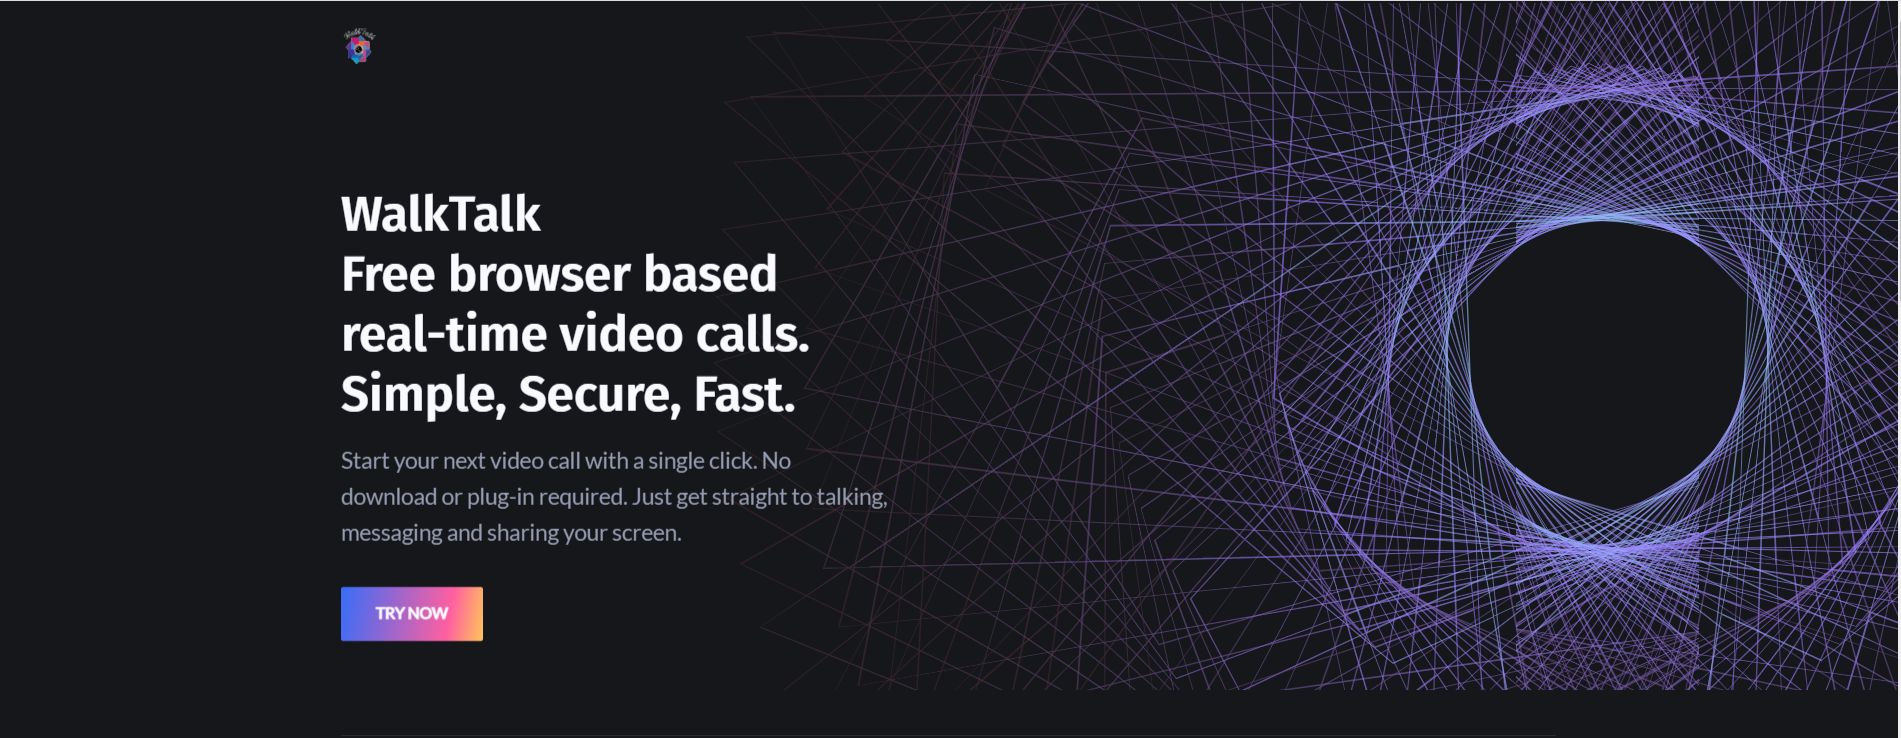 WalkTalk
WalkTalk
Free browser based
real-time video calls.
Simple, Secure, Fast.
Start your next video call with a single click. No
download or plug-in required. Just get straight to talking,
messaging and sharing your screen.
TRY NOW